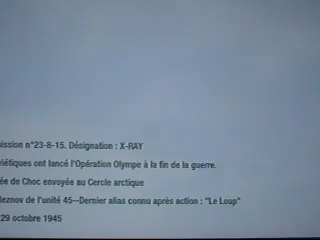 ission n°23-8-15. Désignation : X-RAY
viétiques ont lancé l'Opération Olympe à la fin de la guerre.
ée de Choc envoyée au Cercle arctique
Reznov de l'unité 45--Dernier alias connu après action : "Le Loup"
29 octobre 1945